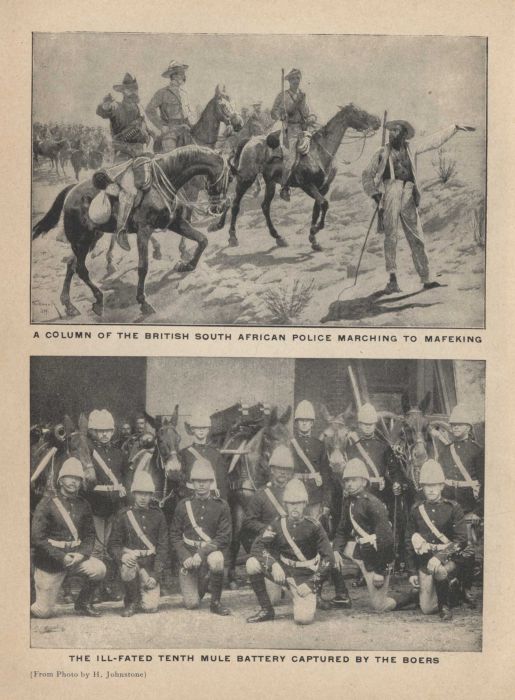 A COLUMN OF THE BRITISH SOUTH AFRICAN POLICE MARCHING TO MAFEKING
THE ILL-FATED TENTH MULE BATTERY CAPTURED BY THE BOERS
(From Photo by H. Johnstone)